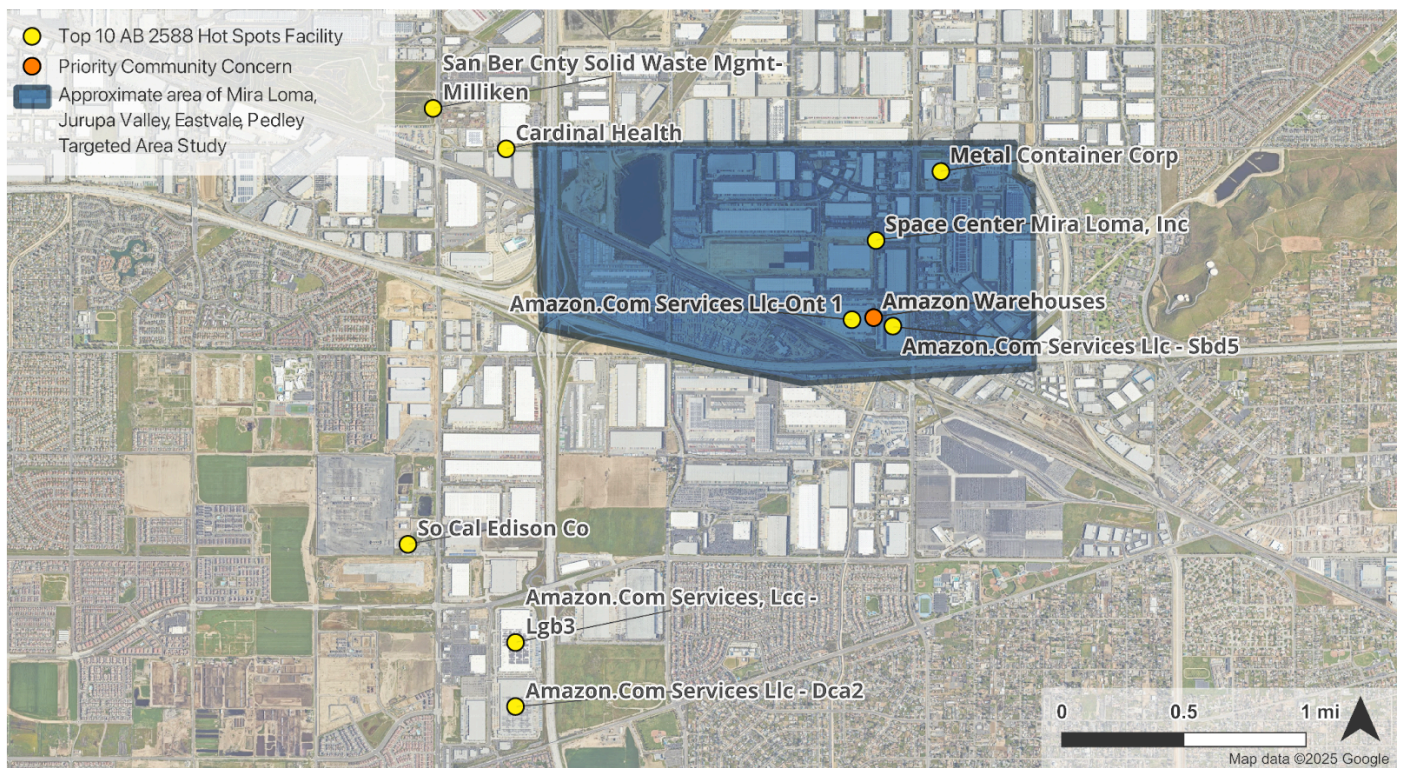 Top 10 AB 2588 Hot Spots Facility
Priority Community Concern
Approximate area of Mira Loma,
Jurupa Valley, Eastvale, Pedley
Targeted Area Study
San Ber Cnty Solid Waste Mgmt-
Milliken
Cardinal Health
Metal Container Corp
Space Center Mira Loma, Inc
Amazon.Com Services Llc-Ont 1
Amazon Warehouses
Amazon.Com Services Llc - Sbd5
So Cal Edison Co
Amazon.Com Services, Lcc -
Lgb3
Amazon.Com Services Llc - Dca2
0 0.5 1 mi
Map data ©2025 Google